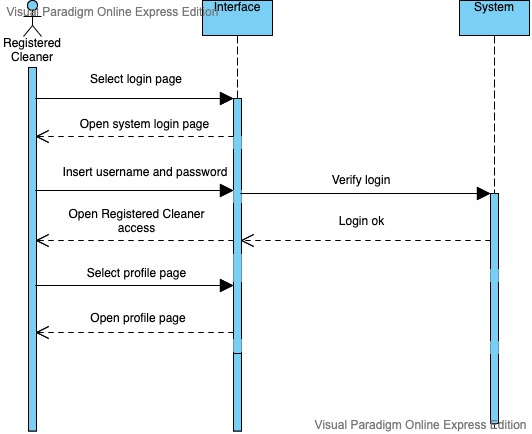 Visual Paradigm Online Express Edition
Interface
System
Registered
Cleaner
Select login page
Open system login page
Insert username and password
Verify login
Open Registered Cleaner
access
Login ok
Select profile page
Open profile page
Visual Paradigm Online Express Edition